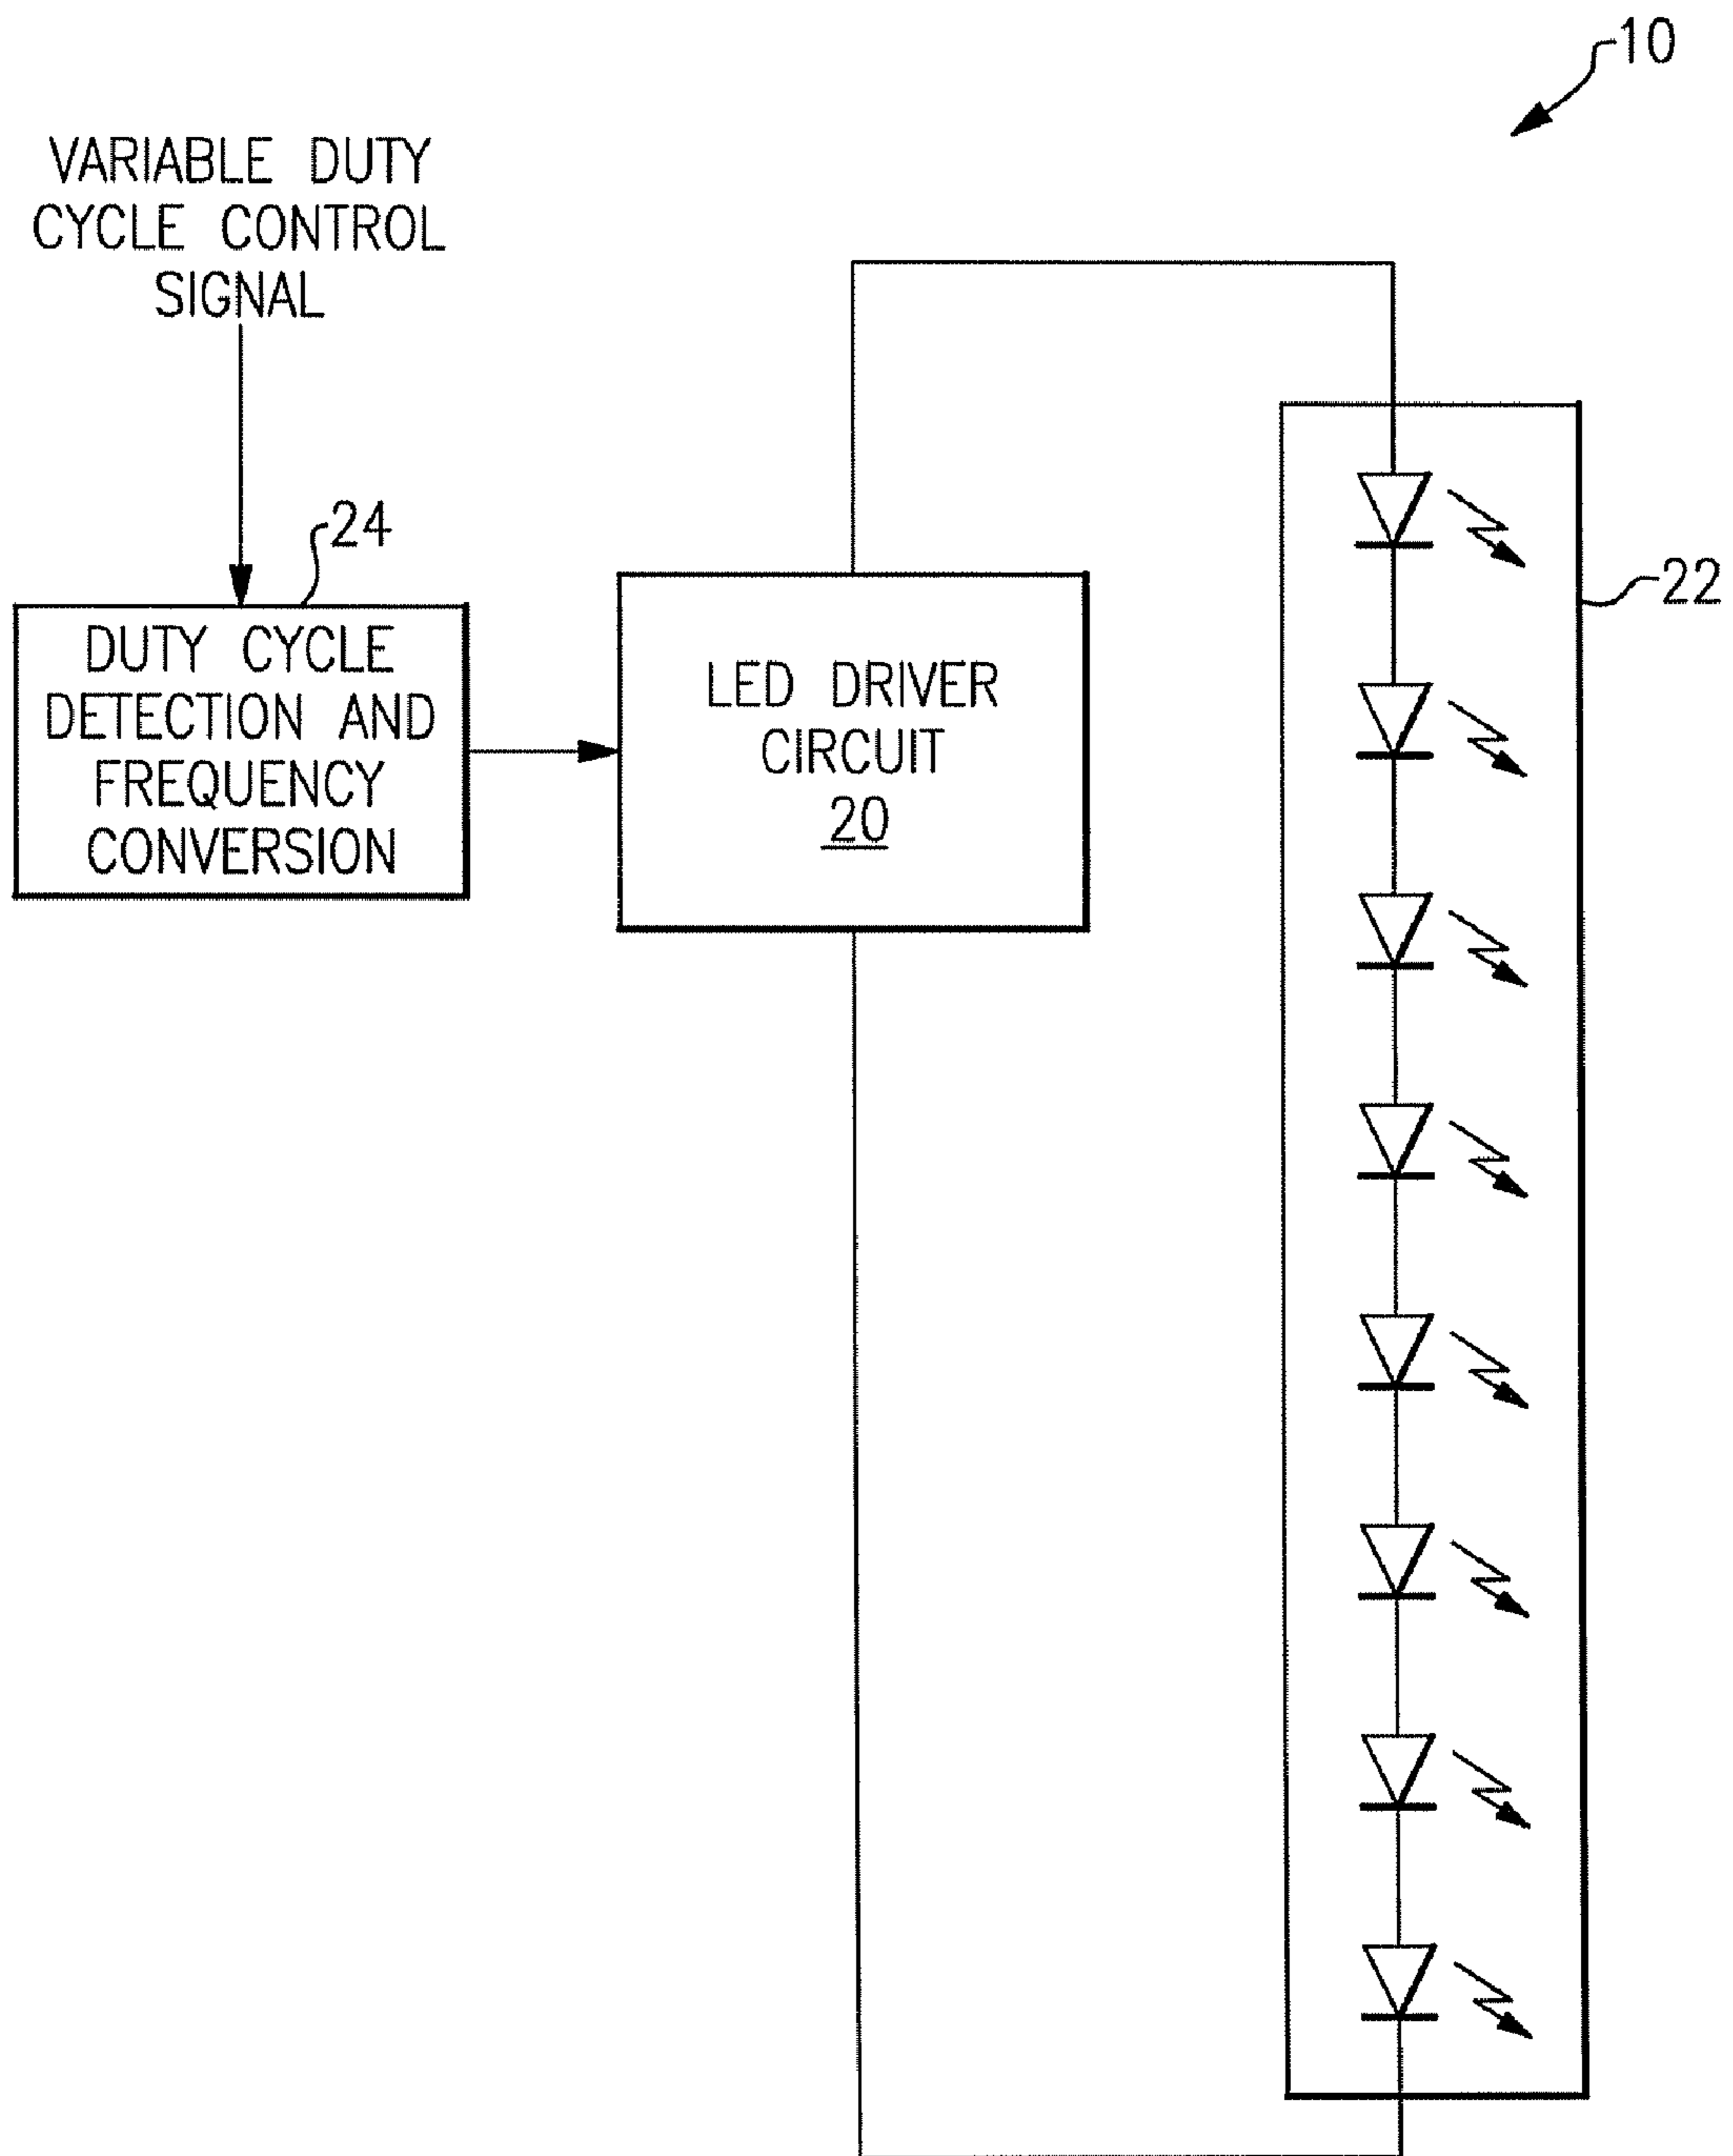 10
VARIABLE DUTY
CYCLE CONTROL
SIGNAL
24
DUTY CYCLE
DETECTION AND
FREQUENCY
CONVERSION
LED DRIVER
CIRCUIT
20
22